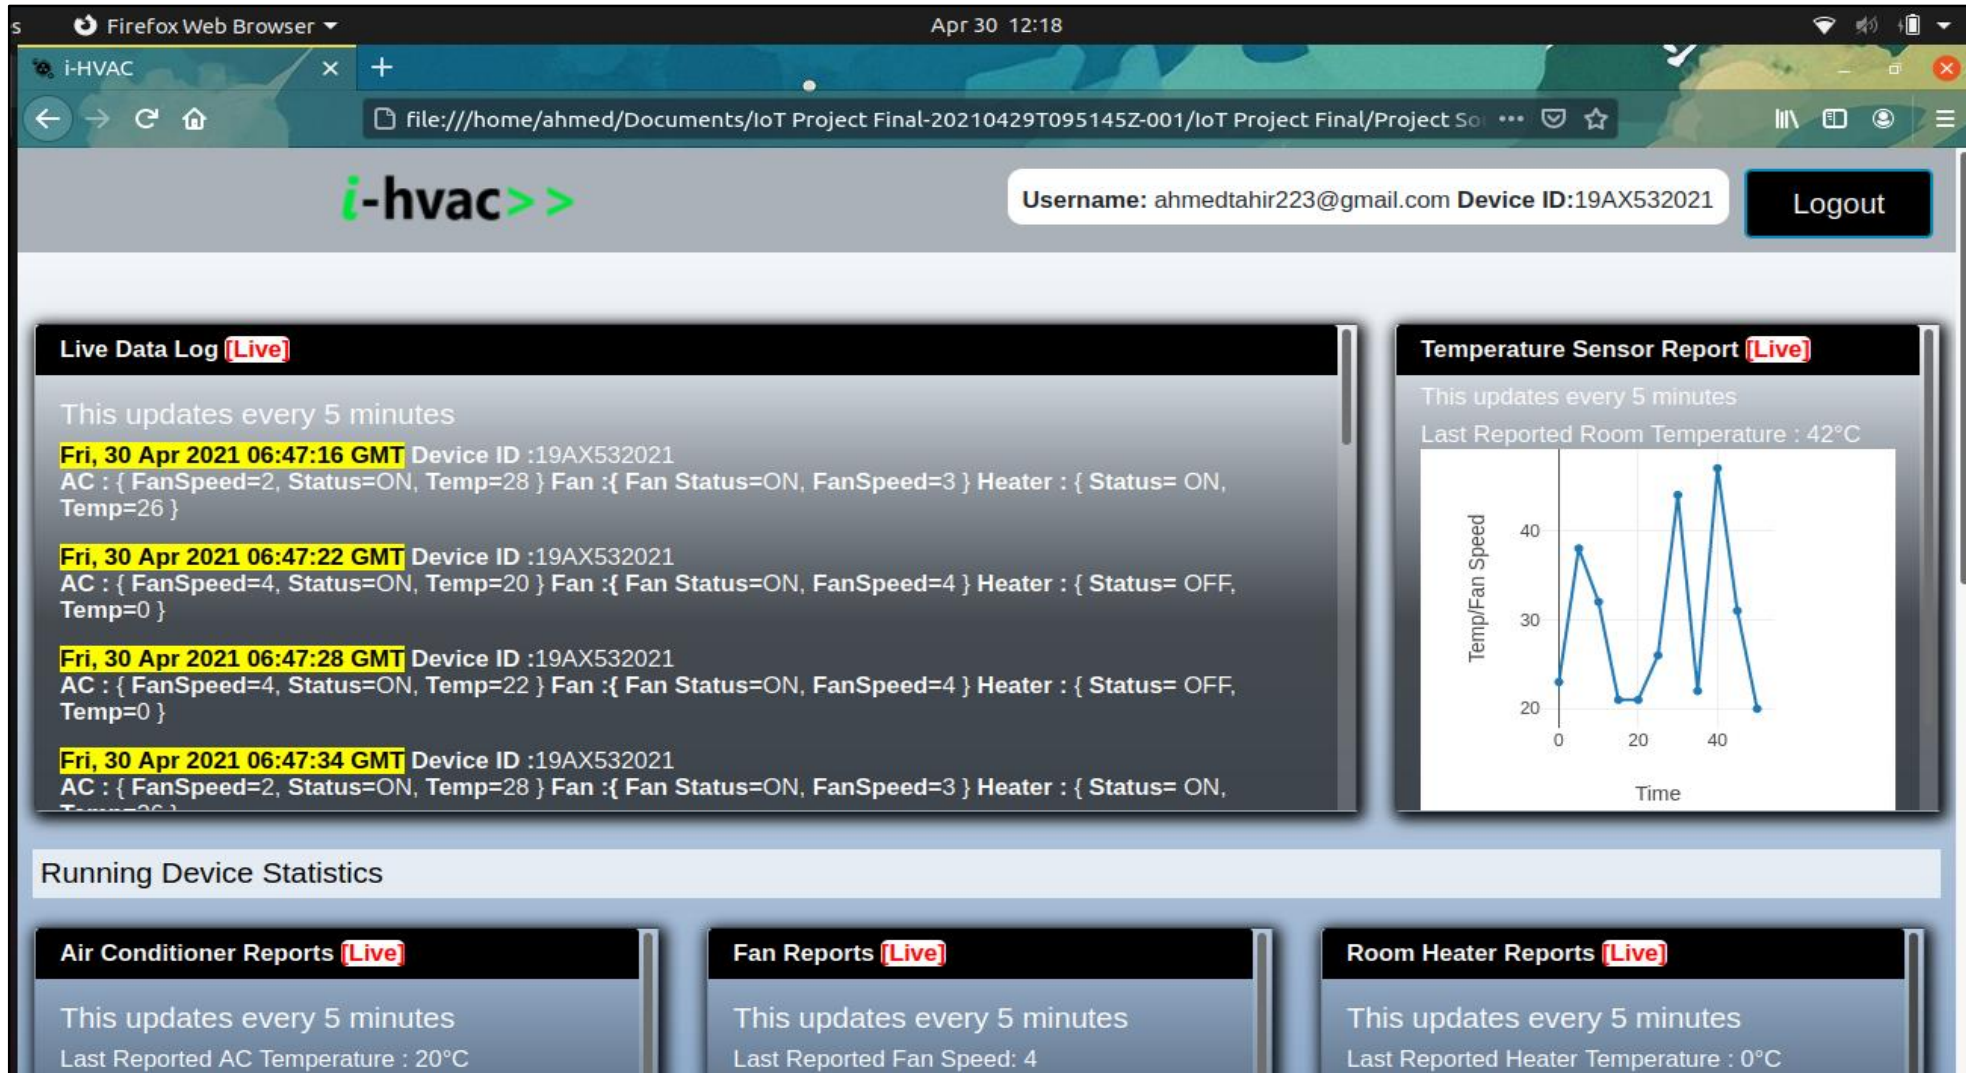 s Firefox Web Browser Apr 30 12:18
i-HVAC
file:///home/ahmed/Documents/IoT Project Final-20210429T095145Z-001/IoT Project Final/Project So
i-hvac>>
Username: ahmedtahir223@gmail.com Device ID:19AX532021
Logout
Live Data Log [Live]
This updates every 5 minutes
Fri, 30 Apr 2021 06:47:16 GMT Device ID :19AX532021
AC : { FanSpeed=2, Status=ON, Temp=28 } Fan :{ Fan Status=ON, FanSpeed=3 } Heater : { Status= ON,
Temp=26 }
Fri, 30 Apr 2021 06:47:22 GMT Device ID :19AX532021
AC : { FanSpeed=4, Status=ON, Temp=20 } Fan :{ Fan Status=ON, FanSpeed=4 } Heater : { Status= OFF,
Temp=0 }
Fri, 30 Apr 2021 06:47:28 GMT Device ID :19AX532021
AC : { FanSpeed=4, Status=ON, Temp=22 } Fan :{ Fan Status=ON, FanSpeed=4 } Heater : { Status= OFF,
Temp=0 }
Fri, 30 Apr 2021 06:47:34 GMT Device ID :19AX532021
AC : { FanSpeed=2, Status=ON, Temp=28 } Fan :{ Fan Status=ON, FanSpeed=3 } Heater : { Status= ON,
Temperature Sensor Report [Live]
This updates every 5 minutes
Last Reported Room Temperature : 42°C
Temp/Fan Speed
40
30
20
0 20 40
Time
Running Device Statistics
Air Conditioner Reports [Live]
This updates every 5 minutes
Last Reported AC Temperature : 20°C
Fan Reports [Live]
This updates every 5 minutes
Last Reported Fan Speed: 4
Room Heater Reports [Live]
This updates every 5 minutes
Last Reported Heater Temperature : 0°C